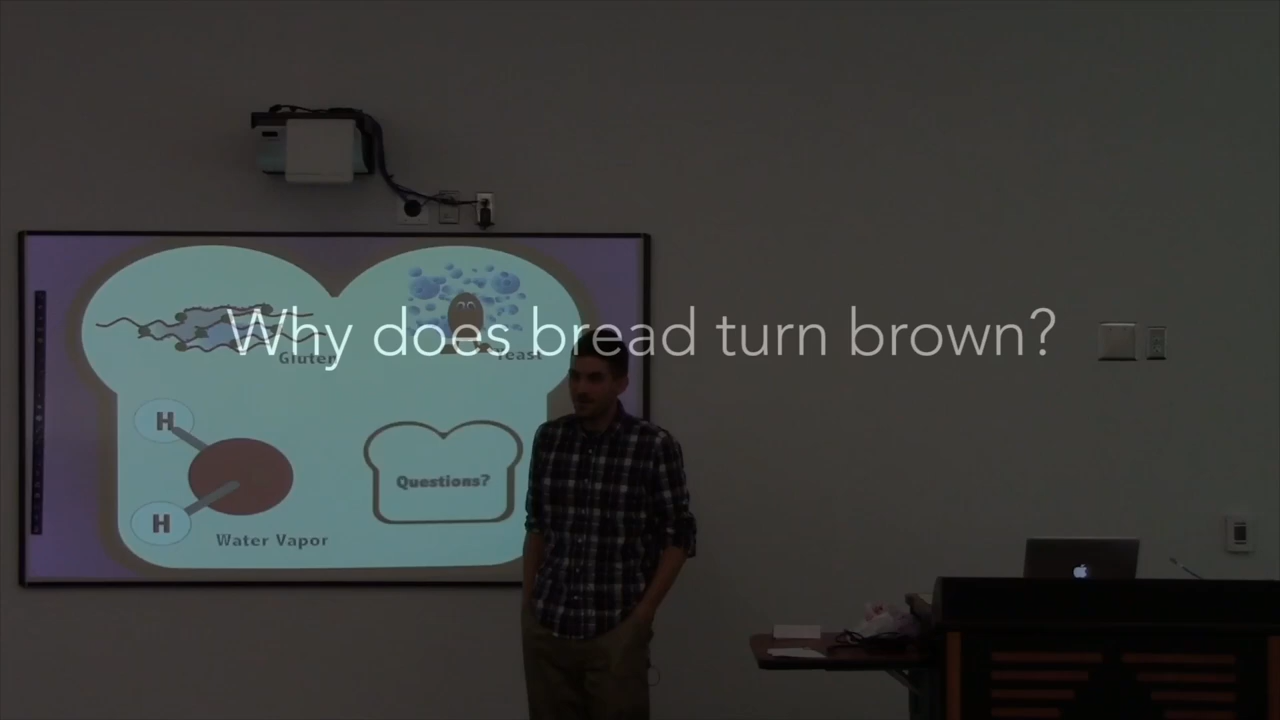 Why does bread turn brown?
Gluten
Yeast
H
H
Questions?
Water Vapor